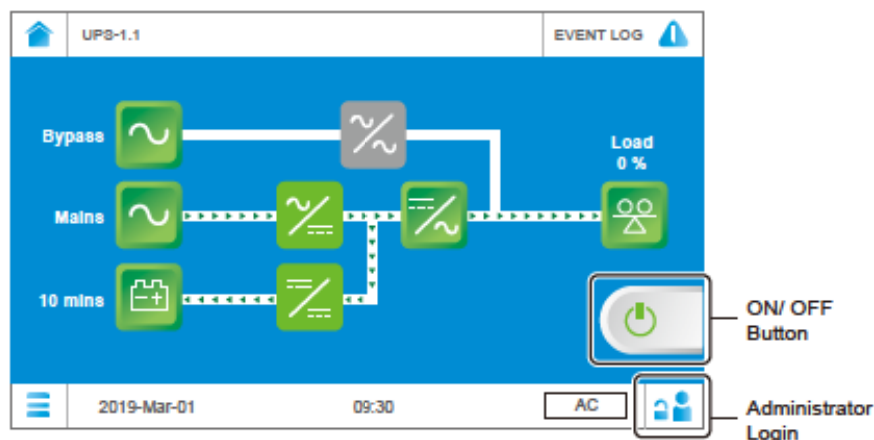 UPS-1.1
EVENT LOG
Bypass
Load
0 %
Mains
10 mins
ON/ OFF
Button
2019-Mar-01
09:30
AC
Administrator
Login